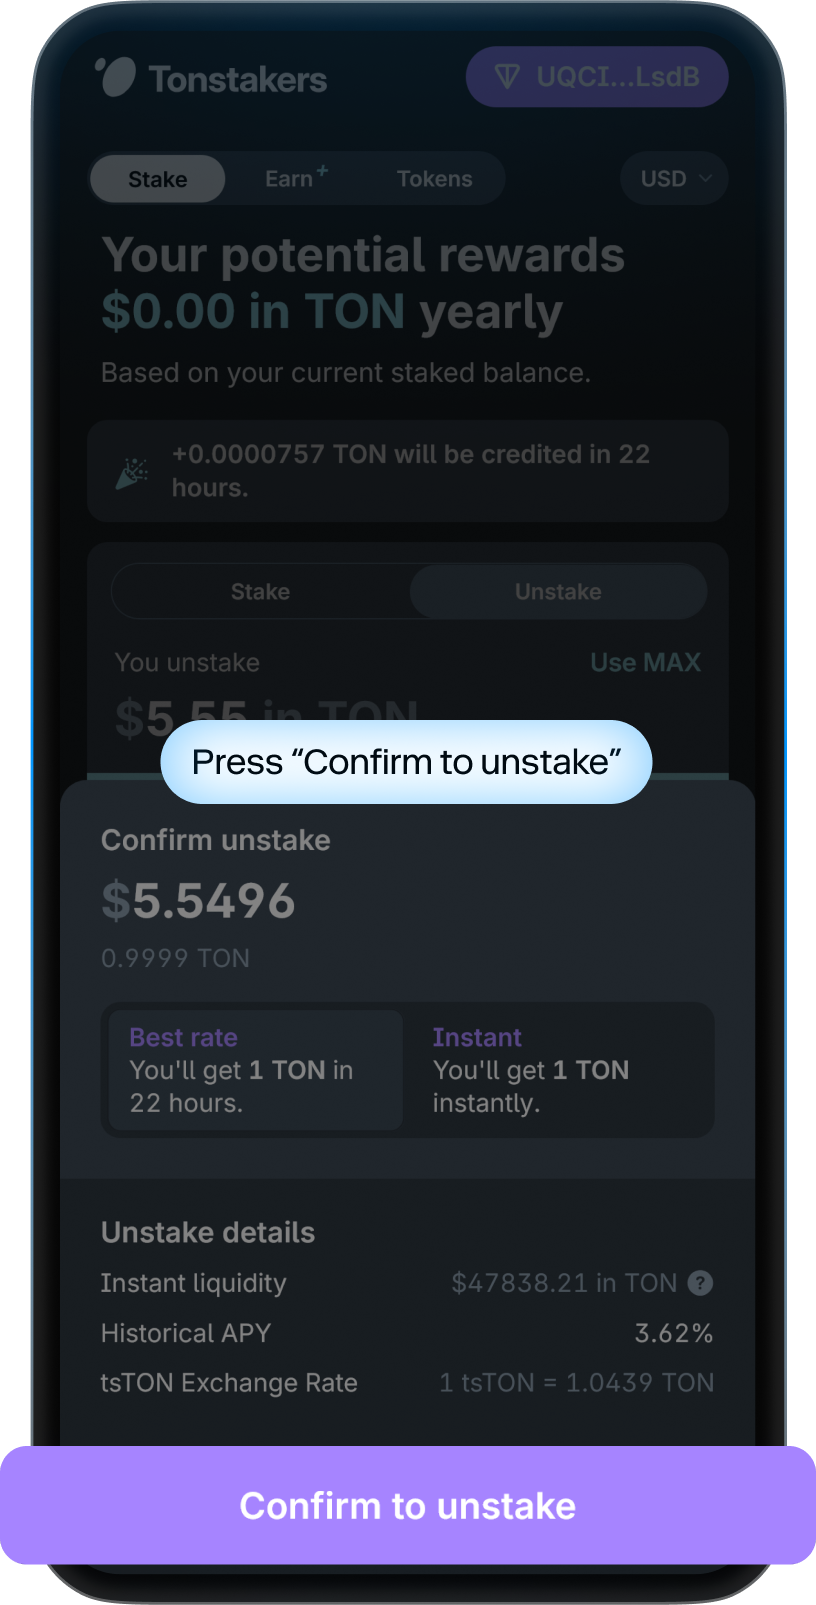 Tonstakers
UQCI...LsdB
Stake
Earn+
Tokens
USD
Your potential rewards
$0.00 in TON yearly
Based on your current staked balance.
+0.0000757 TON will be credited in 22
hours.
Stake
Unstake
You unstake
Use MAX
$5.55 in TON
Press “Confirm to unstake”
Confirm unstake
$5.5496
0.9999 TON
Best rate
You'll get 1 TON in
22 hours.
Instant
You'll get 1 TON
instantly.
Unstake details
Instant liquidity
$47838.21 in TON ?
Historical APY
3.62%
tsTON Exchange Rate
1 tsTON = 1.0439 TON
Confirm to unstake